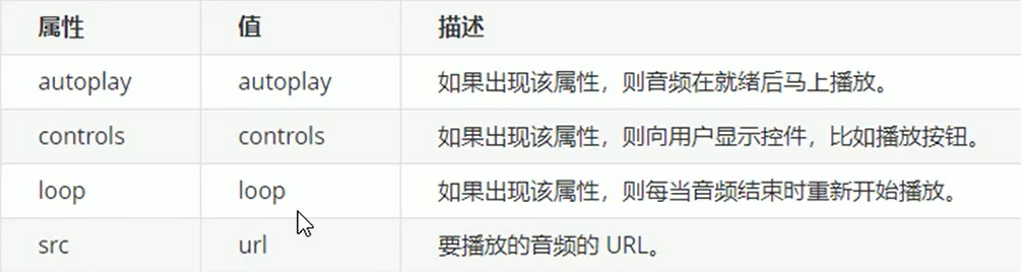 属性 值 描述
autoplay autoplay 如果出现该属性，则音频在就绪后马上播放。
controls controls 如果出现该属性，则向用户显示控件，比如播放按钮。
loop loop 如果出现该属性，则每当音频结束时重新开始播放。
src url 要播放的音频的 URL。